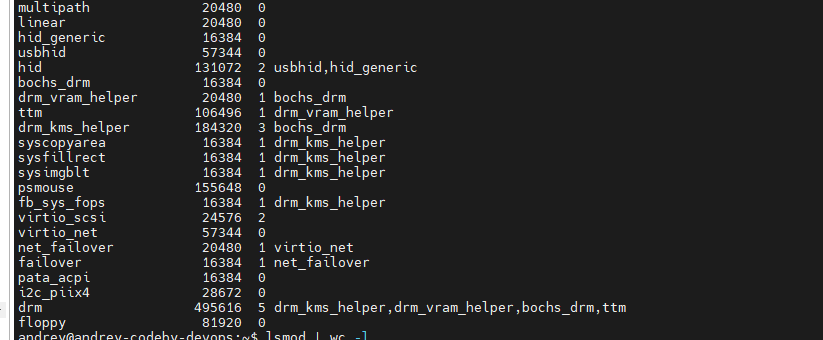 multipath 20480 0
linear 20480 0
hid_generic 16384 0
usbhid 57344 0
hid 131072 2 usbhid,hid_generic
bochs_drm 16384 0
drm_vram_helper 20480 1 bochs_drm
ttm 106496 1 drm_vram_helper
drm_kms_helper 184320 3 bochs_drm
syscopyarea 16384 1 drm_kms_helper
sysfillrect 16384 1 drm_kms_helper
sysimgblt 16384 1 drm_kms_helper
psmouse 155648 0
fb_sys_fops 16384 1 drm_kms_helper
virtio_scsi 24576 2
virtio_net 57344 0
net_failover 20480 1 virtio_net
failover 16384 1 net_failover
pata_acpi 16384 0
i2c_piix4 28672 0
drm 495616 5 drm_kms_helper,drm_vram_helper,bochs_drm,ttm
floppy 81920 0
andrey@andrey-codeby-devops:~$ lsmod | wc -l